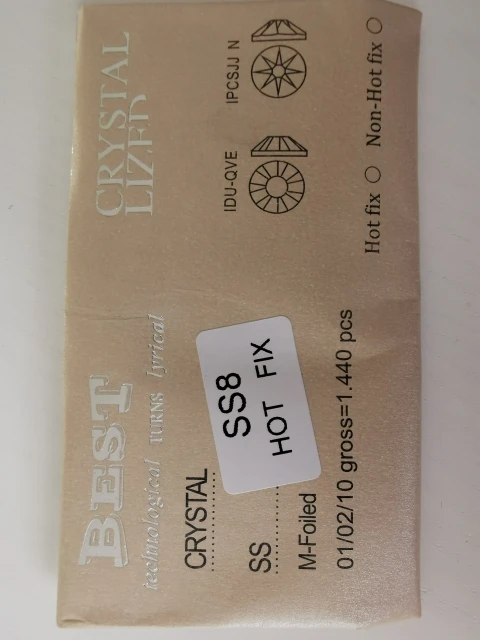 BEST
technological TURNS lyrical
CRYSTAL
LIZED
CRYSTAL
SS
SS8
HOT FIX
M-Foiled
01/02/10 gross=1.440 pcs
IDU-QVE
IPCSJJ N
Hot fix
Non-Hot fix